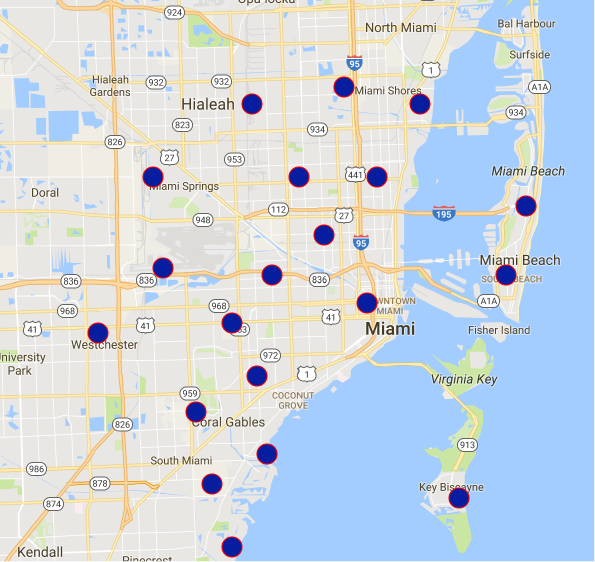 Opa-locka
924
North Miami
Bal Harbour
Surfside
95
1
Hialeah
Gardens
932
932
A1A
Miami Shores
Hialeah
934
823
934
826
27
953
441
Miami Beach
Miami Springs
Doral
112
27
195
948
95
Miami Beach
836
836
836
SOUTH BEACH
A1A
968
968
DOWNTOWN
MIAMI
41
41
41
Miami
Fisher Island
Westchester
University
Park
972
1
Virginia Key
959
COCONUT
GROVE
826
Coral Gables
913
South Miami
986
878
Key Biscayne
874
Kendall
Pinecrest